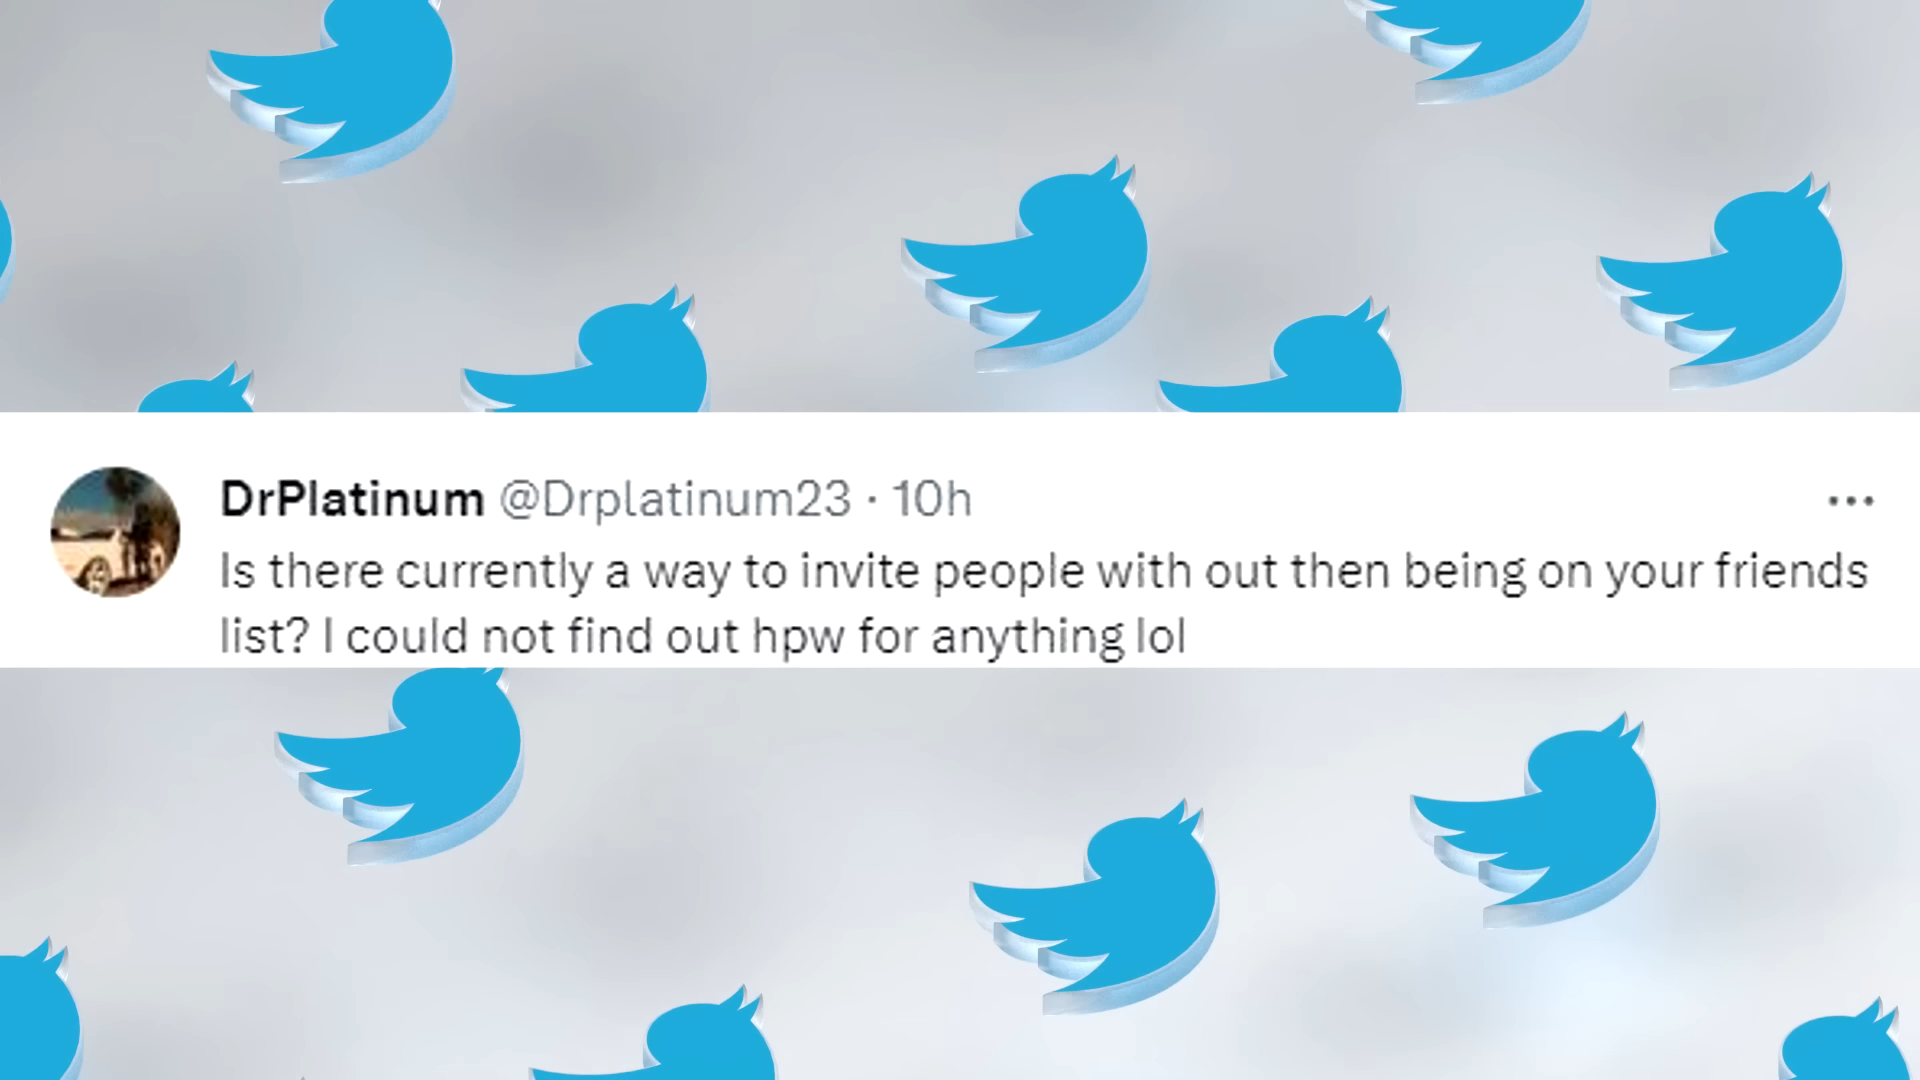 DrPlatinum @Drplatinum23 · 10h
Is there currently a way to invite people with out then being on your friends
list? I could not find out hpw for anything lol